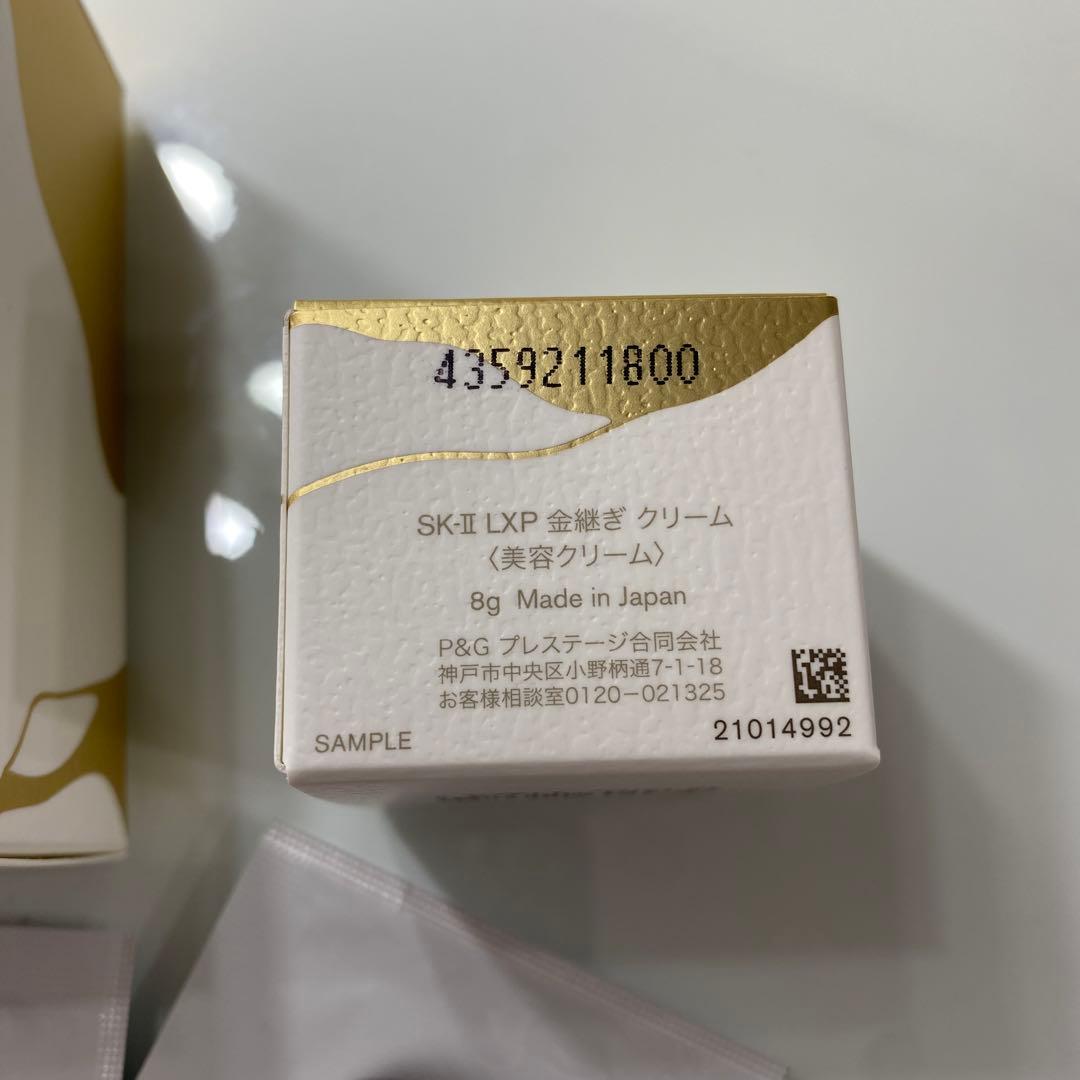 4359211800
SK-II LXP 金継ぎ クリーム
〈美容クリーム〉
8g Made in Japan
P&G プレステージ合同会社
神戸市中央区小野柄通7-1-18
お客様相談室0120−021325
SAMPLE
21014992